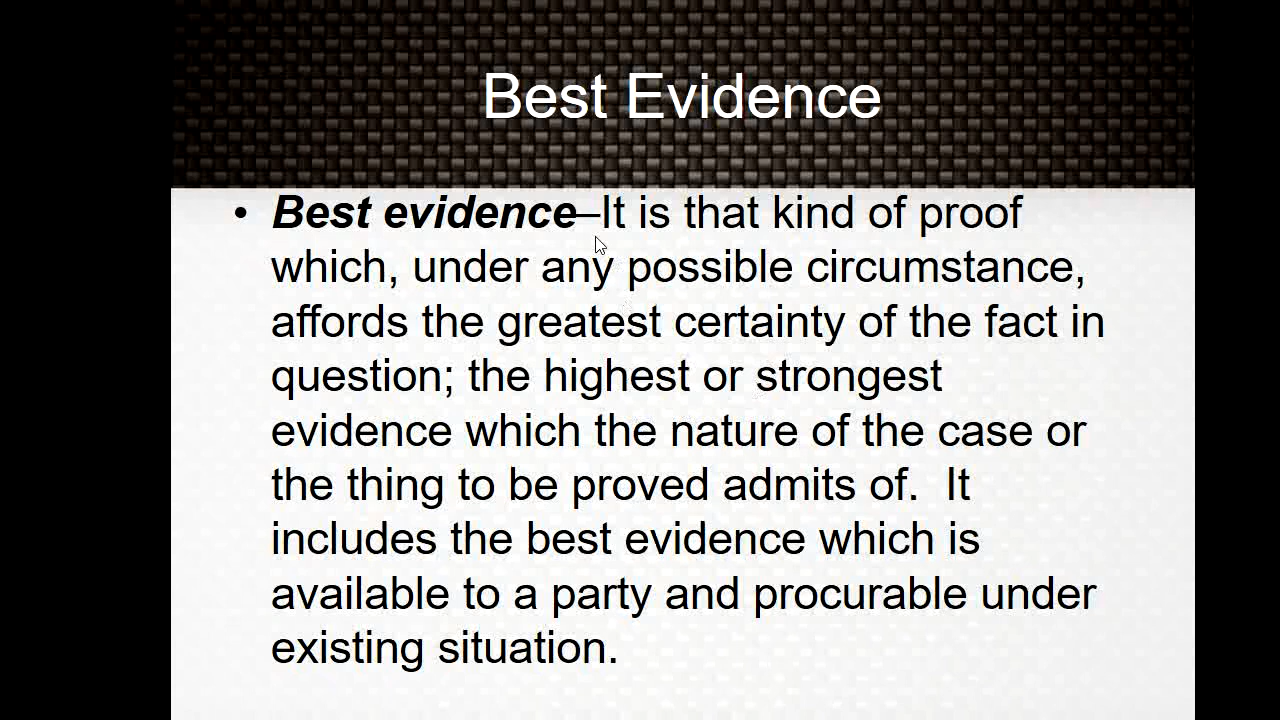 Best Evidence
• Best evidence–It is that kind of proof
which, under any possible circumstance,
affords the greatest certainty of the fact in
question; the highest or strongest
evidence which the nature of the case or
the thing to be proved admits of.  It
includes the best evidence which is
available to a party and procurable under
existing situation.